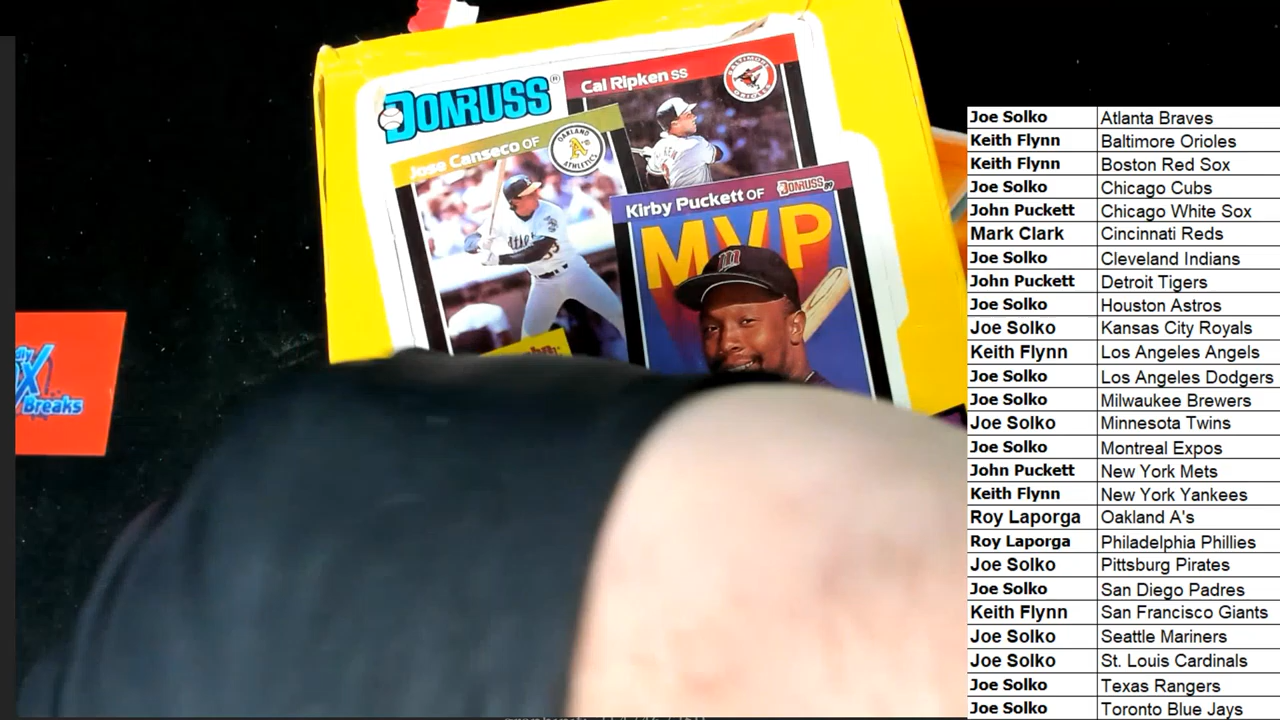 DONRUSS
Cal Ripken SS
BALTIMORE
ORIOLES
Jose Canseco OF
OAKLAND
A's
ATHLETICS
Kirby Puckett OF
DONRUSS '89
MVP
m
X
Breaks
Joe Solko Atlanta Braves
Keith Flynn Baltimore Orioles
Keith Flynn Boston Red Sox
Joe Solko Chicago Cubs
John Puckett Chicago White Sox
Mark Clark Cincinnati Reds
Joe Solko Cleveland Indians
John Puckett Detroit Tigers
Joe Solko Houston Astros
Joe Solko Kansas City Royals
Keith Flynn Los Angeles Angels
Joe Solko Los Angeles Dodgers
Joe Solko Milwaukee Brewers
Joe Solko Minnesota Twins
Joe Solko Montreal Expos
John Puckett New York Mets
Keith Flynn New York Yankees
Roy Laporga Oakland A's
Roy Laporga Philadelphia Phillies
Joe Solko Pittsburg Pirates
Joe Solko San Diego Padres
Keith Flynn San Francisco Giants
Joe Solko Seattle Mariners
Joe Solko St. Louis Cardinals
Joe Solko Texas Rangers
Joe Solko Toronto Blue Jays